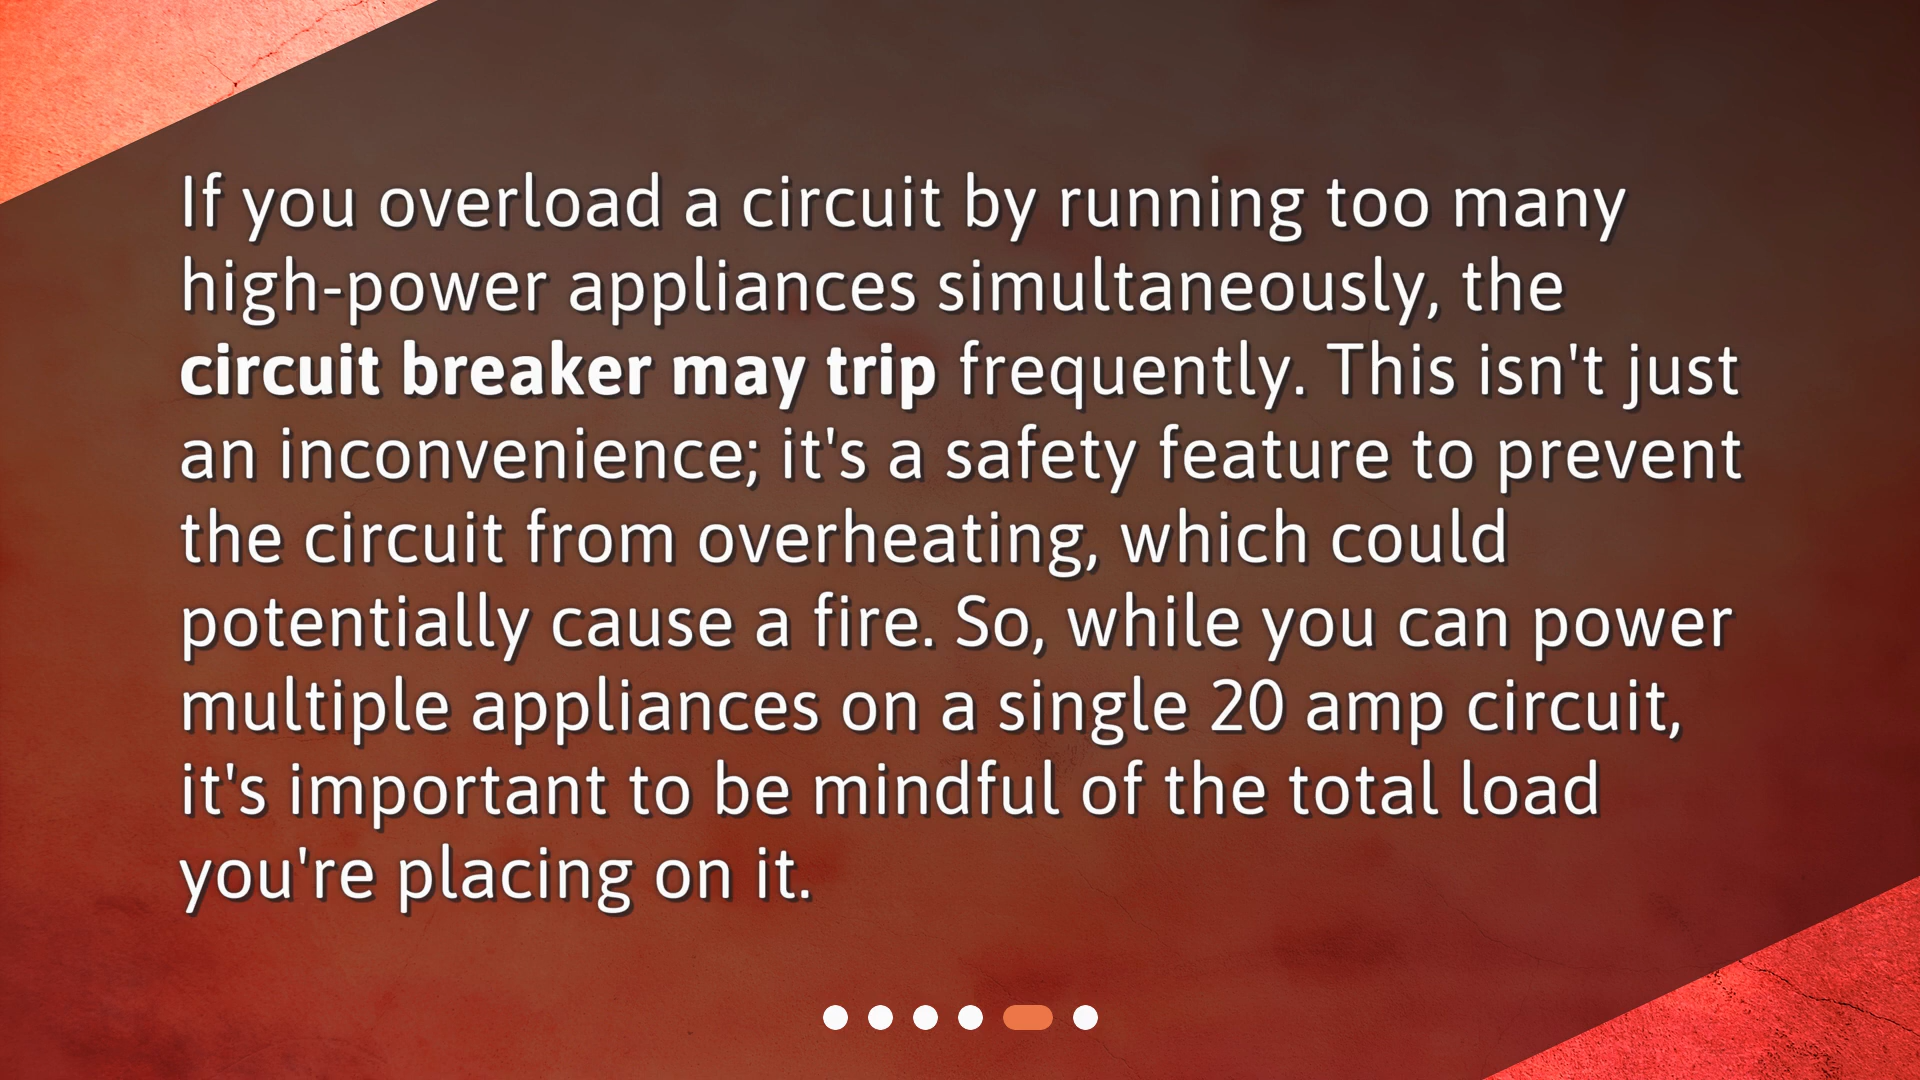 If you overload a circuit by running too many
high-power appliances simultaneously, the
circuit breaker may trip frequently. This isn't just
an inconvenience; it's a safety feature to prevent
the circuit from overheating, which could
potentially cause a fire. So, while you can power
multiple appliances on a single 20 amp circuit,
it's important to be mindful of the total load
you're placing on it.